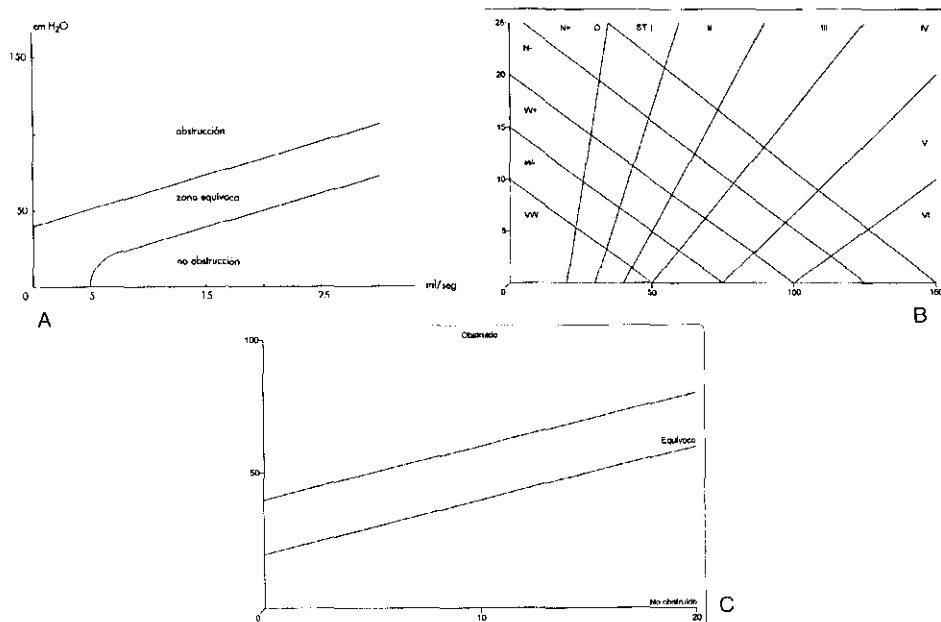 cm H₂O
150
obstrucción
zona equívoca
50
no obstrucción
0 5 15 25 ml/seg
A
25 N+ O ST I II III IV
N-
20
W+
15
W-
10
VW
5
V
VI
0 50 100 150
B
100 Obstruido
50 Equívoco
No obstruido
0 10 20
C